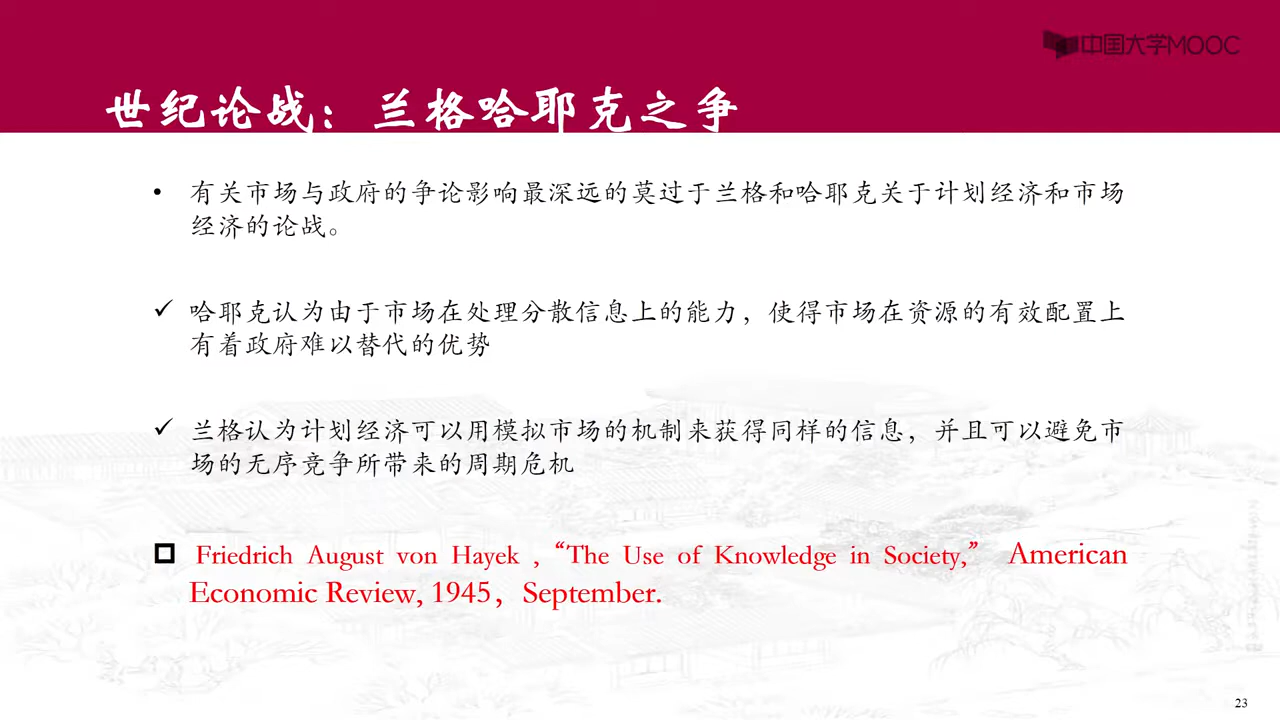 中国大学MOOC
世纪论战：兰格哈耶克之争
• 有关市场与政府的争论影响最深远的莫过于兰格和哈耶克关于计划经济和市场
经济的论战。
✓ 哈耶克认为由于市场在处理分散信息上的能力，使得市场在资源的有效配置上
有着政府难以替代的优势
✓ 兰格认为计划经济可以用模拟市场的机制来获得同样的信息，并且可以避免市
场的无序竞争所带来的周期危机
Friedrich August von Hayek , “The Use of Knowledge in Society,” American
Economic Review, 1945，September.
23